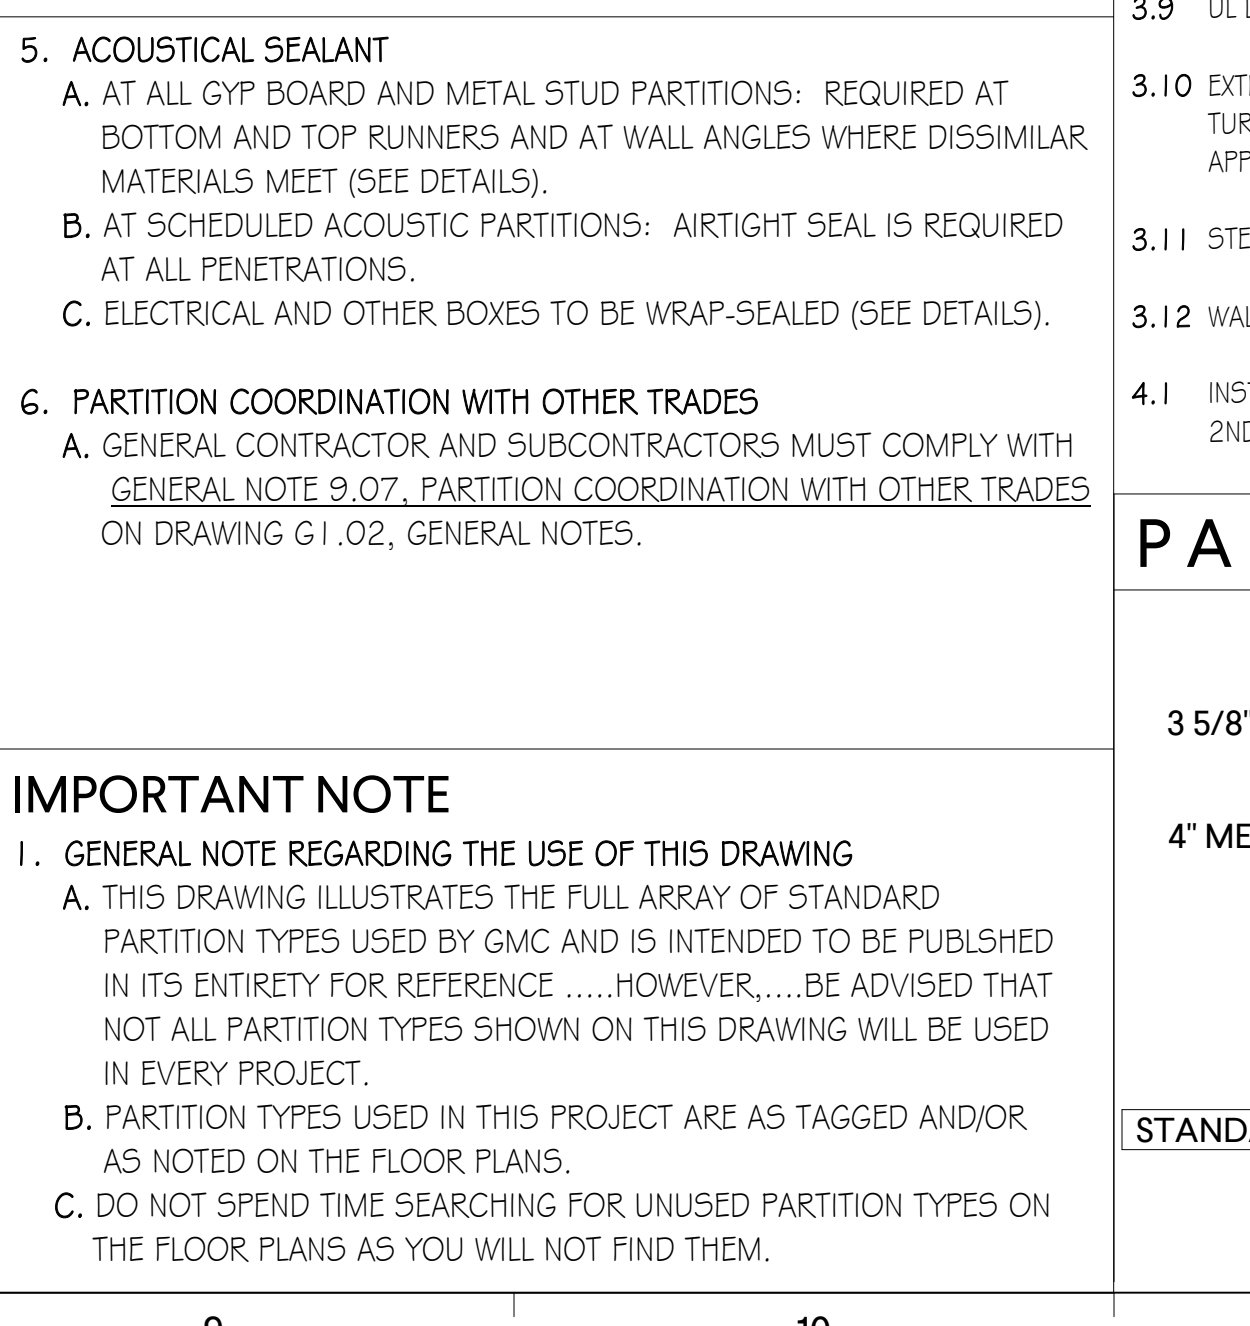 5. ACOUSTICAL SEALANT
A. AT ALL GYP BOARD AND METAL STUD PARTITIONS: REQUIRED AT
BOTTOM AND TOP RUNNERS AND AT WALL ANGLES WHERE DISSIMILAR
MATERIALS MEET (SEE DETAILS).
B. AT SCHEDULED ACOUSTIC PARTITIONS: AIRTIGHT SEAL IS REQUIRED
AT ALL PENETRATIONS.
C. ELECTRICAL AND OTHER BOXES TO BE WRAP-SEALED (SEE DETAILS).
6. PARTITION COORDINATION WITH OTHER TRADES
A. GENERAL CONTRACTOR AND SUBCONTRACTORS MUST COMPLY WITH
GENERAL NOTE 9.07, PARTITION COORDINATION WITH OTHER TRADES
ON DRAWING G1.02, GENERAL NOTES.
IMPORTANT NOTE
1. GENERAL NOTE REGARDING THE USE OF THIS DRAWING
A. THIS DRAWING ILLUSTRATES THE FULL ARRAY OF STANDARD
PARTITION TYPES USED BY GMC AND IS INTENDED TO BE PUBLSHED
IN ITS ENTIRETY FOR REFERENCE .....HOWEVER,....BE ADVISED THAT
NOT ALL PARTITION TYPES SHOWN ON THIS DRAWING WILL BE USED
IN EVERY PROJECT.
B. PARTITION TYPES USED IN THIS PROJECT ARE AS TAGGED AND/OR
AS NOTED ON THE FLOOR PLANS.
C. DO NOT SPEND TIME SEARCHING FOR UNUSED PARTITION TYPES ON
THE FLOOR PLANS AS YOU WILL NOT FIND THEM.
3.9 UL
3.10
3.11
3.12
4.1
3 5/8"
4"
9
10